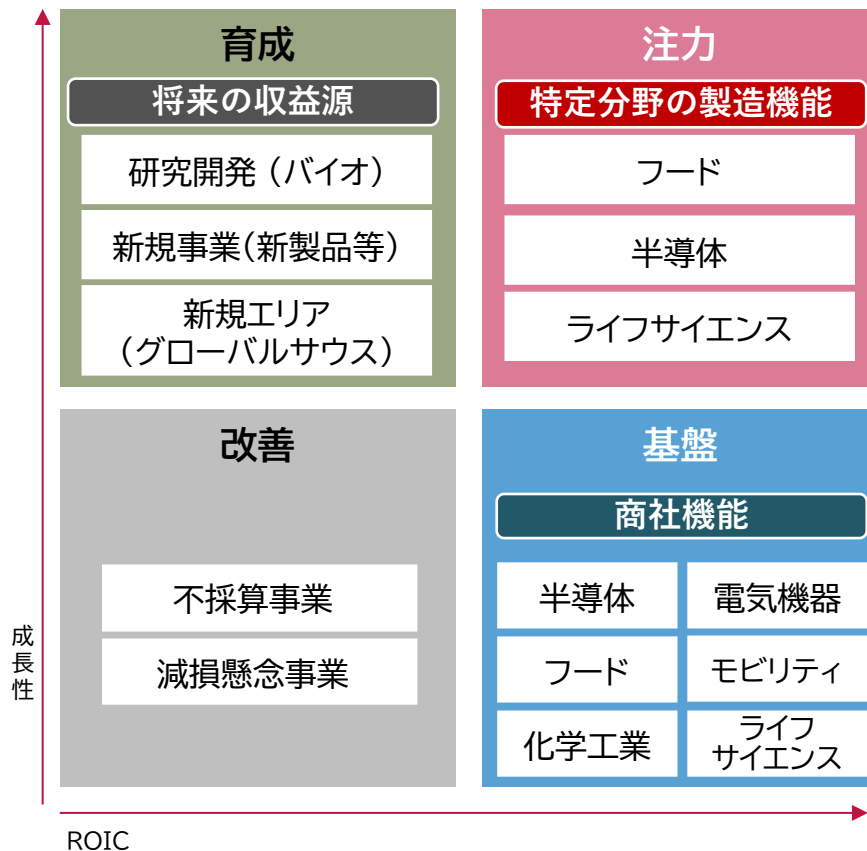 育成
将来の収益源
研究開発（バイオ）
新規事業（新製品等）
新規エリア
（グローバルサウス）
注力
特定分野の製造機能
フード
半導体
ライフサイエンス
改善
不採算事業
減損懸念事業
基盤
商社機能
半導体
電気機器
フード
モビリティ
化学工業
ライフ
サイエンス
成長性
ROIC